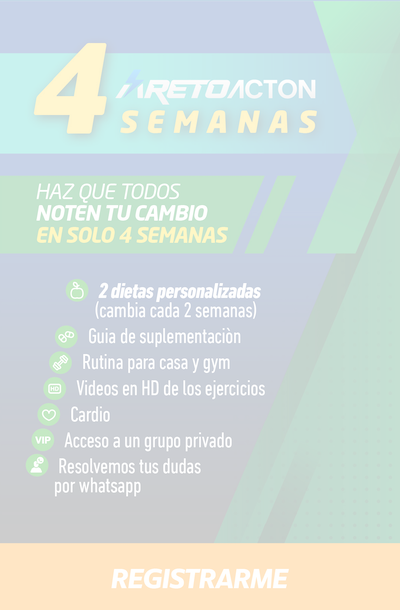 4 RETOACTON
SEMANAS
HAZ QUE TODOS
NOTEN TU CAMBIO
EN SOLO 4 SEMANAS
2 dietas personalizadas
(cambia cada 2 semanas)
Guia de suplementaciòn
Rutina para casa y gym
HD Videos en HD de los ejercicios
Cardio
VIP Acceso a un grupo privado
Resolvemos tus dudas
por whatsapp
REGISTRARME